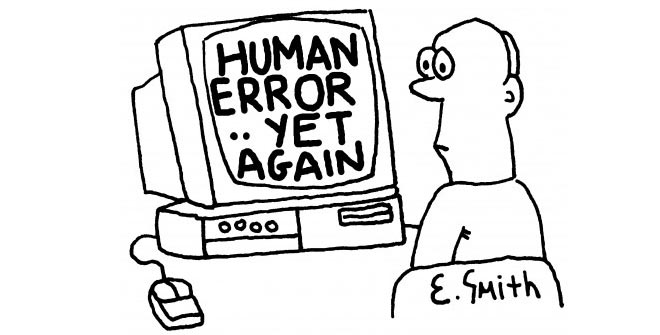 HUMAN
ERROR
.. YET
AGAIN
E. Smith